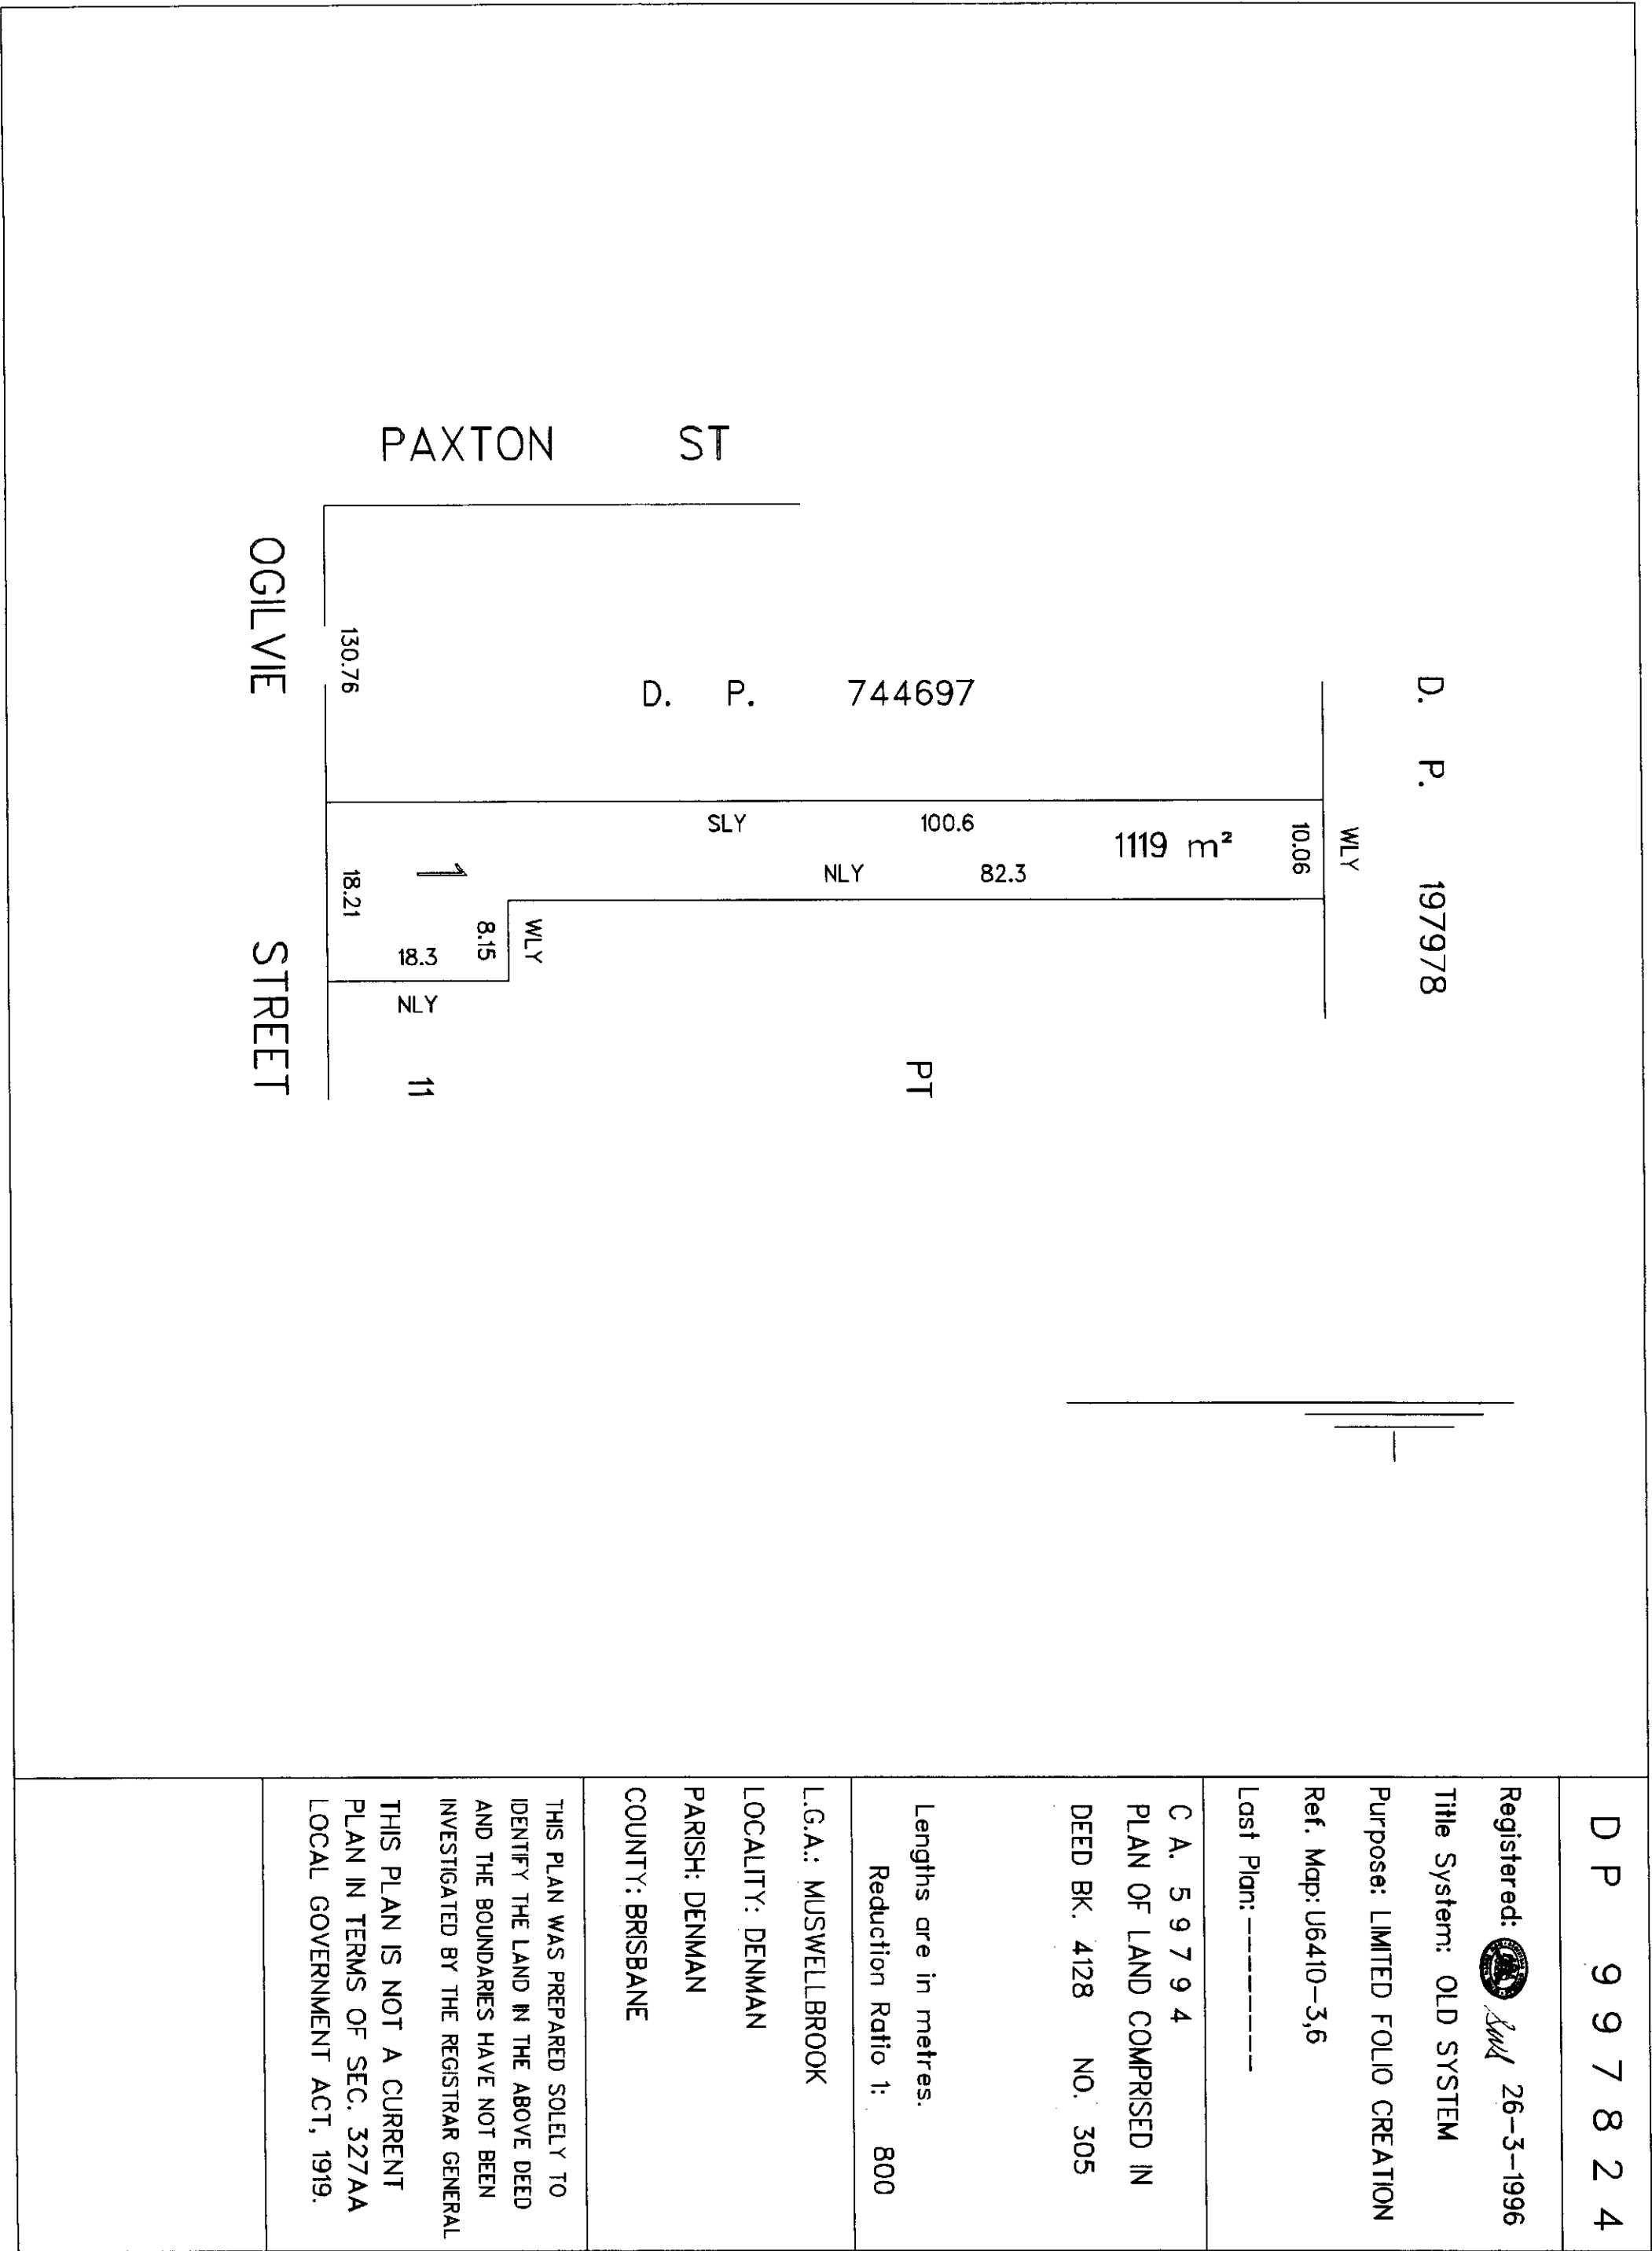 D P 997824
Registered: 26-3-1996
Title System: OLD SYSTEM
Purpose: LIMITED FOLIO CREATION
Ref. Map: U6410-3,6
Last Plan: --------
C A. 59794
PLAN OF LAND COMPRISED IN
DEED BK. 4128 NO. 305
Lengths are in metres.
Reduction Ratio 1: 800
L.G.A.: MUSWELLBROOK
LOCALITY: DENMAN
PARISH: DENMAN
COUNTY: BRISBANE
THIS PLAN WAS PREPARED SOLELY TO
IDENTIFY THE LAND IN THE ABOVE DEED
AND THE BOUNDARIES HAVE NOT BEEN
INVESTIGATED BY THE REGISTRAR GENERAL
THIS PLAN IS NOT A CURRENT
PLAN IN TERMS OF SEC. 327AA
LOCAL GOVERNMENT ACT, 1919.
D. P. 197978
WLY
10.06
1119 m²
100.6
SLY
82.3
NLY
PT
D. P. 744697
PAXTON ST
WLY
8.15
1
18.3
NLY
11
130.76
18.21
OGILVIE STREET